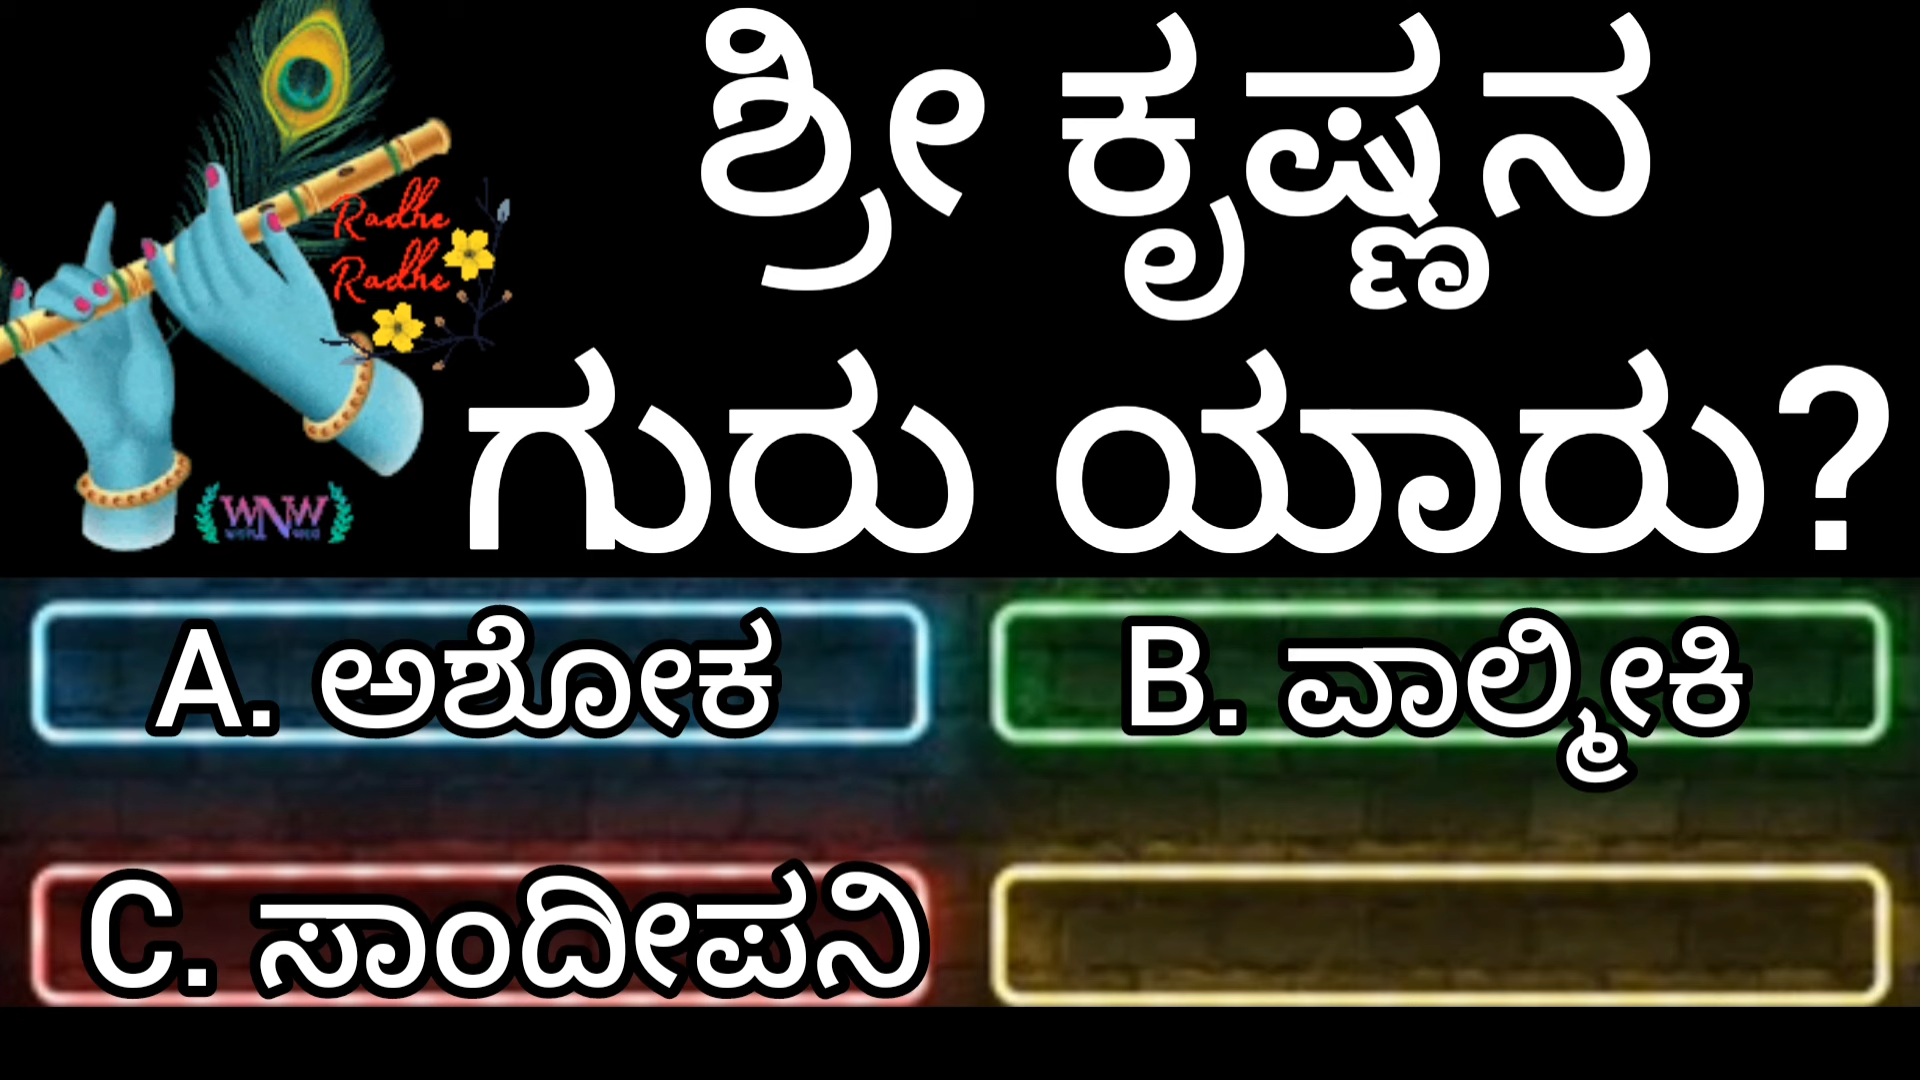 ಶ್ರೀ ಕೃಷ್ಣನ
ಗುರು ಯಾರು?
Radhe
Radhe
WNW
A. ಅಶೋಕ
B. ವಾಲ್ಮೀಕಿ
C. ಸಾಂದೀಪನಿ